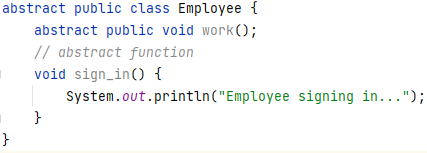 abstract public class Employee {
    abstract public void work();
    // abstract function
    void sign_in() {
        System.out.println("Employee signing in...");
    }
}